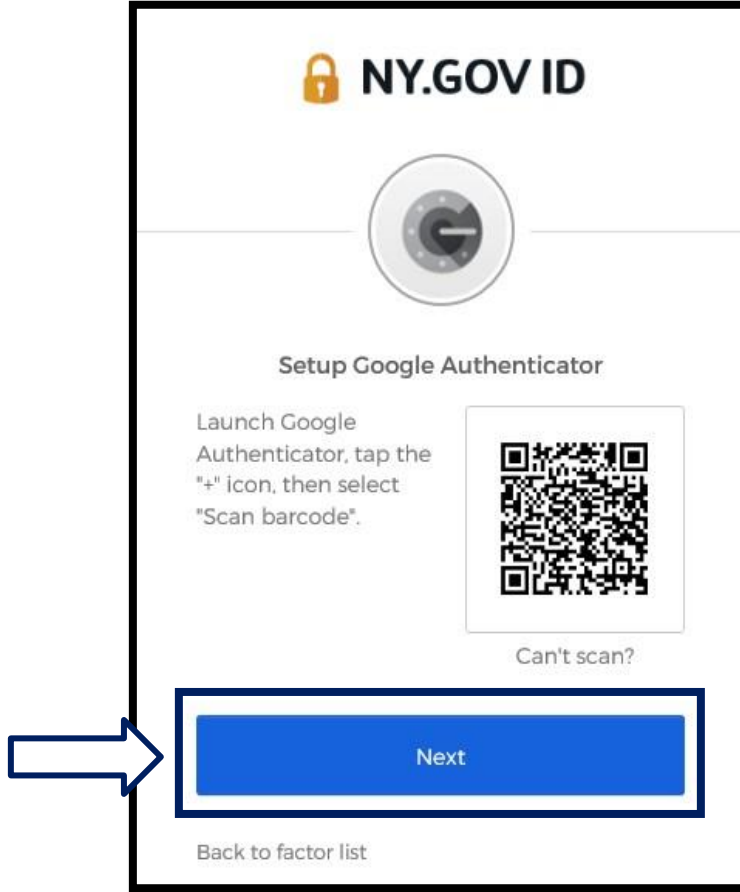 NY.GOV ID
Setup Google Authenticator
Launch Google
Authenticator, tap the
"+" icon, then select
"Scan barcode".
Can't scan?
Next
Back to factor list